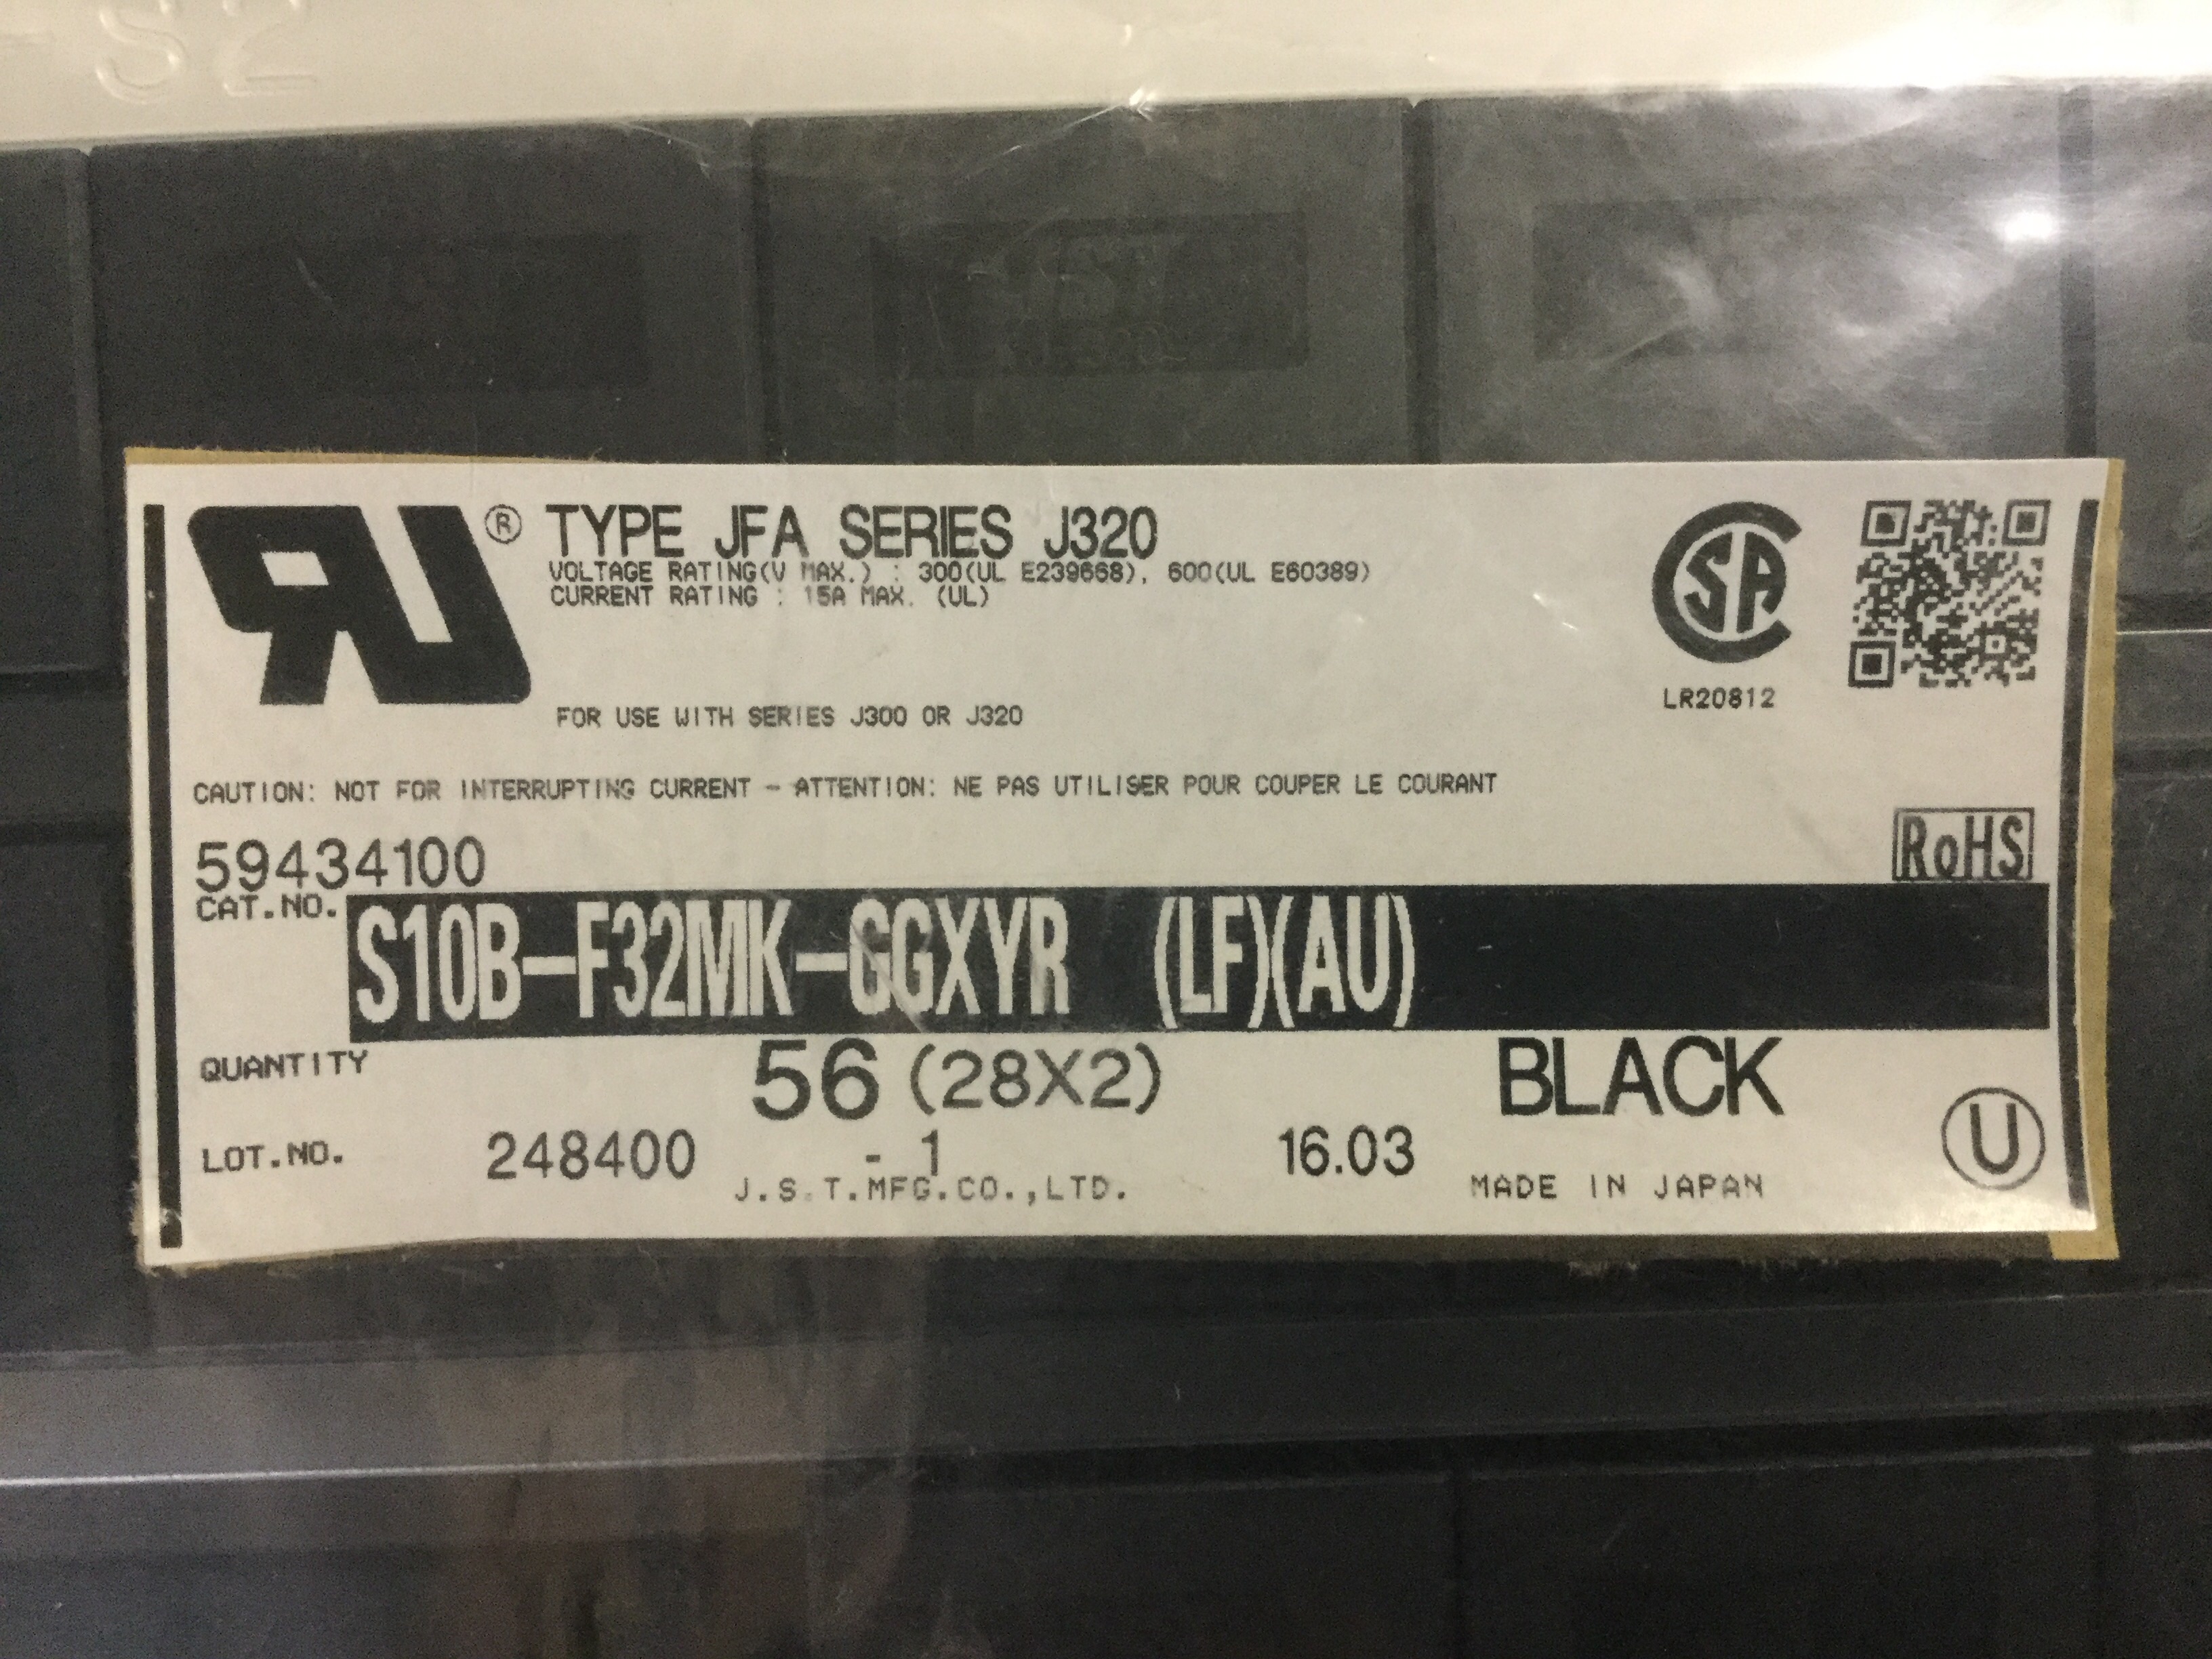 S2
RU® TYPE JFA SERIES J320
VOLTAGE RATING(V MAX.) : 300(UL E239668), 600(UL E60389)
CURRENT RATING : 15A MAX. (UL)
CSA
LR20812
FOR USE WITH SERIES J300 OR J320
CAUTION: NOT FOR INTERRUPTING CURRENT - ATTENTION: NE PAS UTILISER POUR COUPER LE COURANT
59434100
RoHS
CAT.NO. S10B-F32MK-GGXYR (LF)(AU)
QUANTITY 56 (28X2) BLACK
LOT.NO. 248400 - 1 16.03
U
J.S.T.MFG.CO.,LTD. MADE IN JAPAN